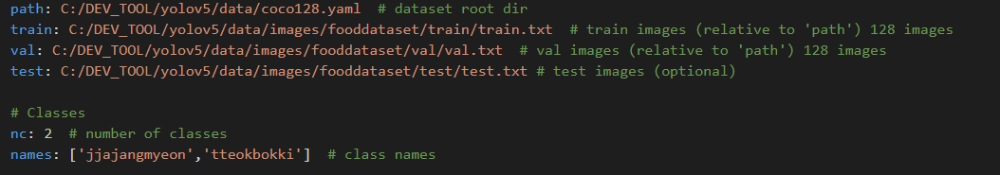 path: C:/DEV_TOOL/yolov5/data/coco128.yaml  # dataset root dir
train: C:/DEV_TOOL/yolov5/data/images/fooddataset/train/train.txt  # train images (relative to 'path') 128 images
val: C:/DEV_TOOL/yolov5/data/images/fooddataset/val/val.txt  # val images (relative to 'path') 128 images
test: C:/DEV_TOOL/yolov5/data/images/fooddataset/test/test.txt # test images (optional)
# Classes
nc: 2  # number of classes
names: ['jjajangmyeon','tteokbokki']  # class names